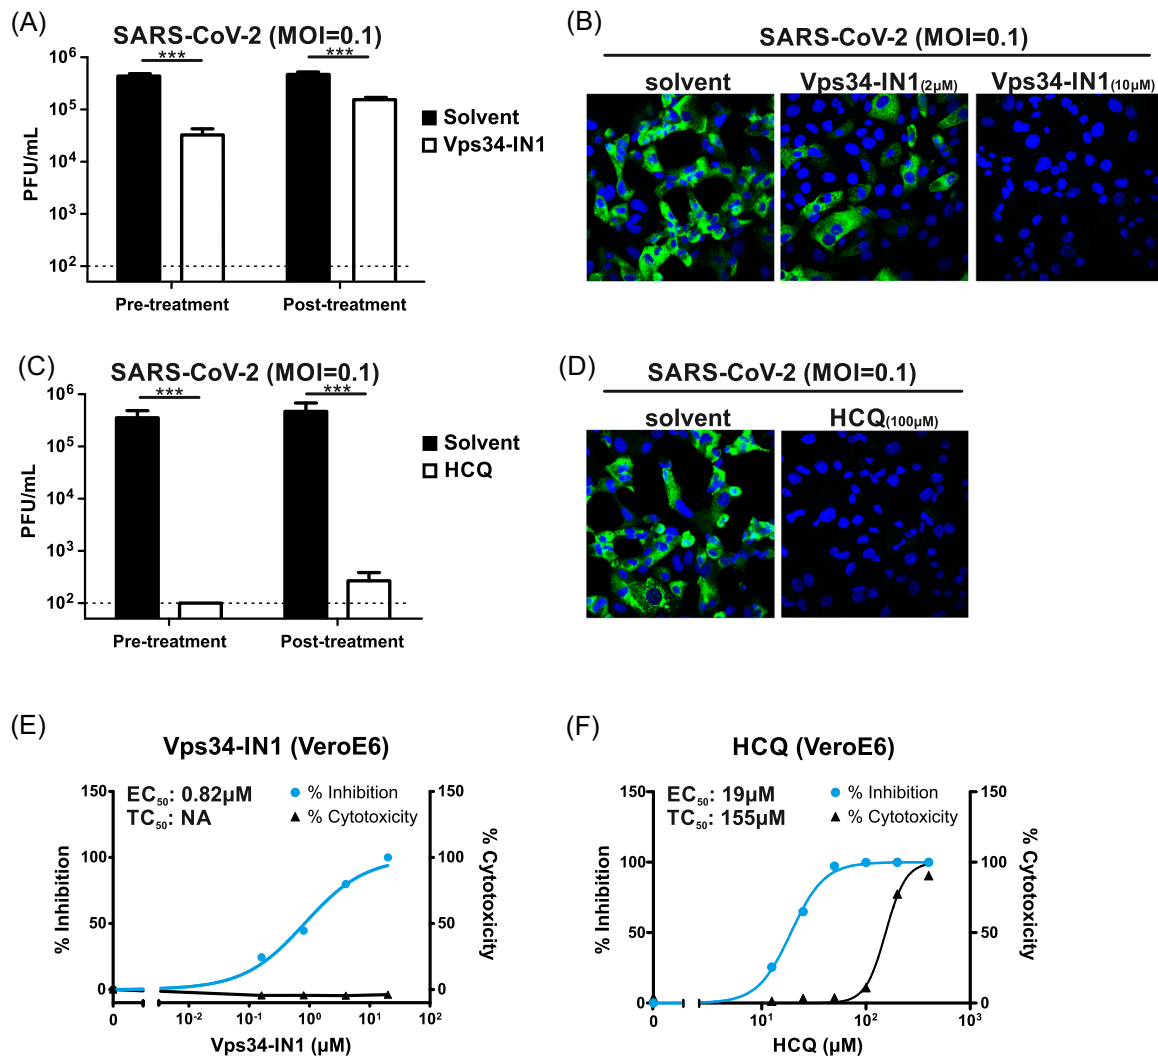 (A)
SARS-CoV-2 (MOI=0.1)
10⁶
10⁵
10⁴
10³
10²
PFU/mL
***
***
Solvent
Vps34-IN1
Pre-treatment
Post-treatment
(B)
SARS-CoV-2 (MOI=0.1)
solvent
Vps34-IN1(2µM)
Vps34-IN1(10µM)
(C)
SARS-CoV-2 (MOI=0.1)
10⁶
10⁵
10⁴
10³
10²
PFU/mL
***
***
Solvent
HCQ
Pre-treatment
Post-treatment
(D)
SARS-CoV-2 (MOI=0.1)
solvent
HCQ(100µM)
(E)
Vps34-IN1 (VeroE6)
EC₅₀: 0.82µM
TC₅₀: NA
% Inhibition
% Cytotoxicity
150
100
50
0
% Inhibition
150
100
50
0
% Cytotoxicity
0
10⁻²
10⁻¹
10⁰
10¹
10²
Vps34-IN1 (µM)
(F)
HCQ (VeroE6)
EC₅₀: 19µM
TC₅₀: 155µM
% Inhibition
% Cytotoxicity
150
100
50
0
% Inhibition
150
100
50
0
% Cytotoxicity
0
10¹
10²
10³
HCQ (µM)